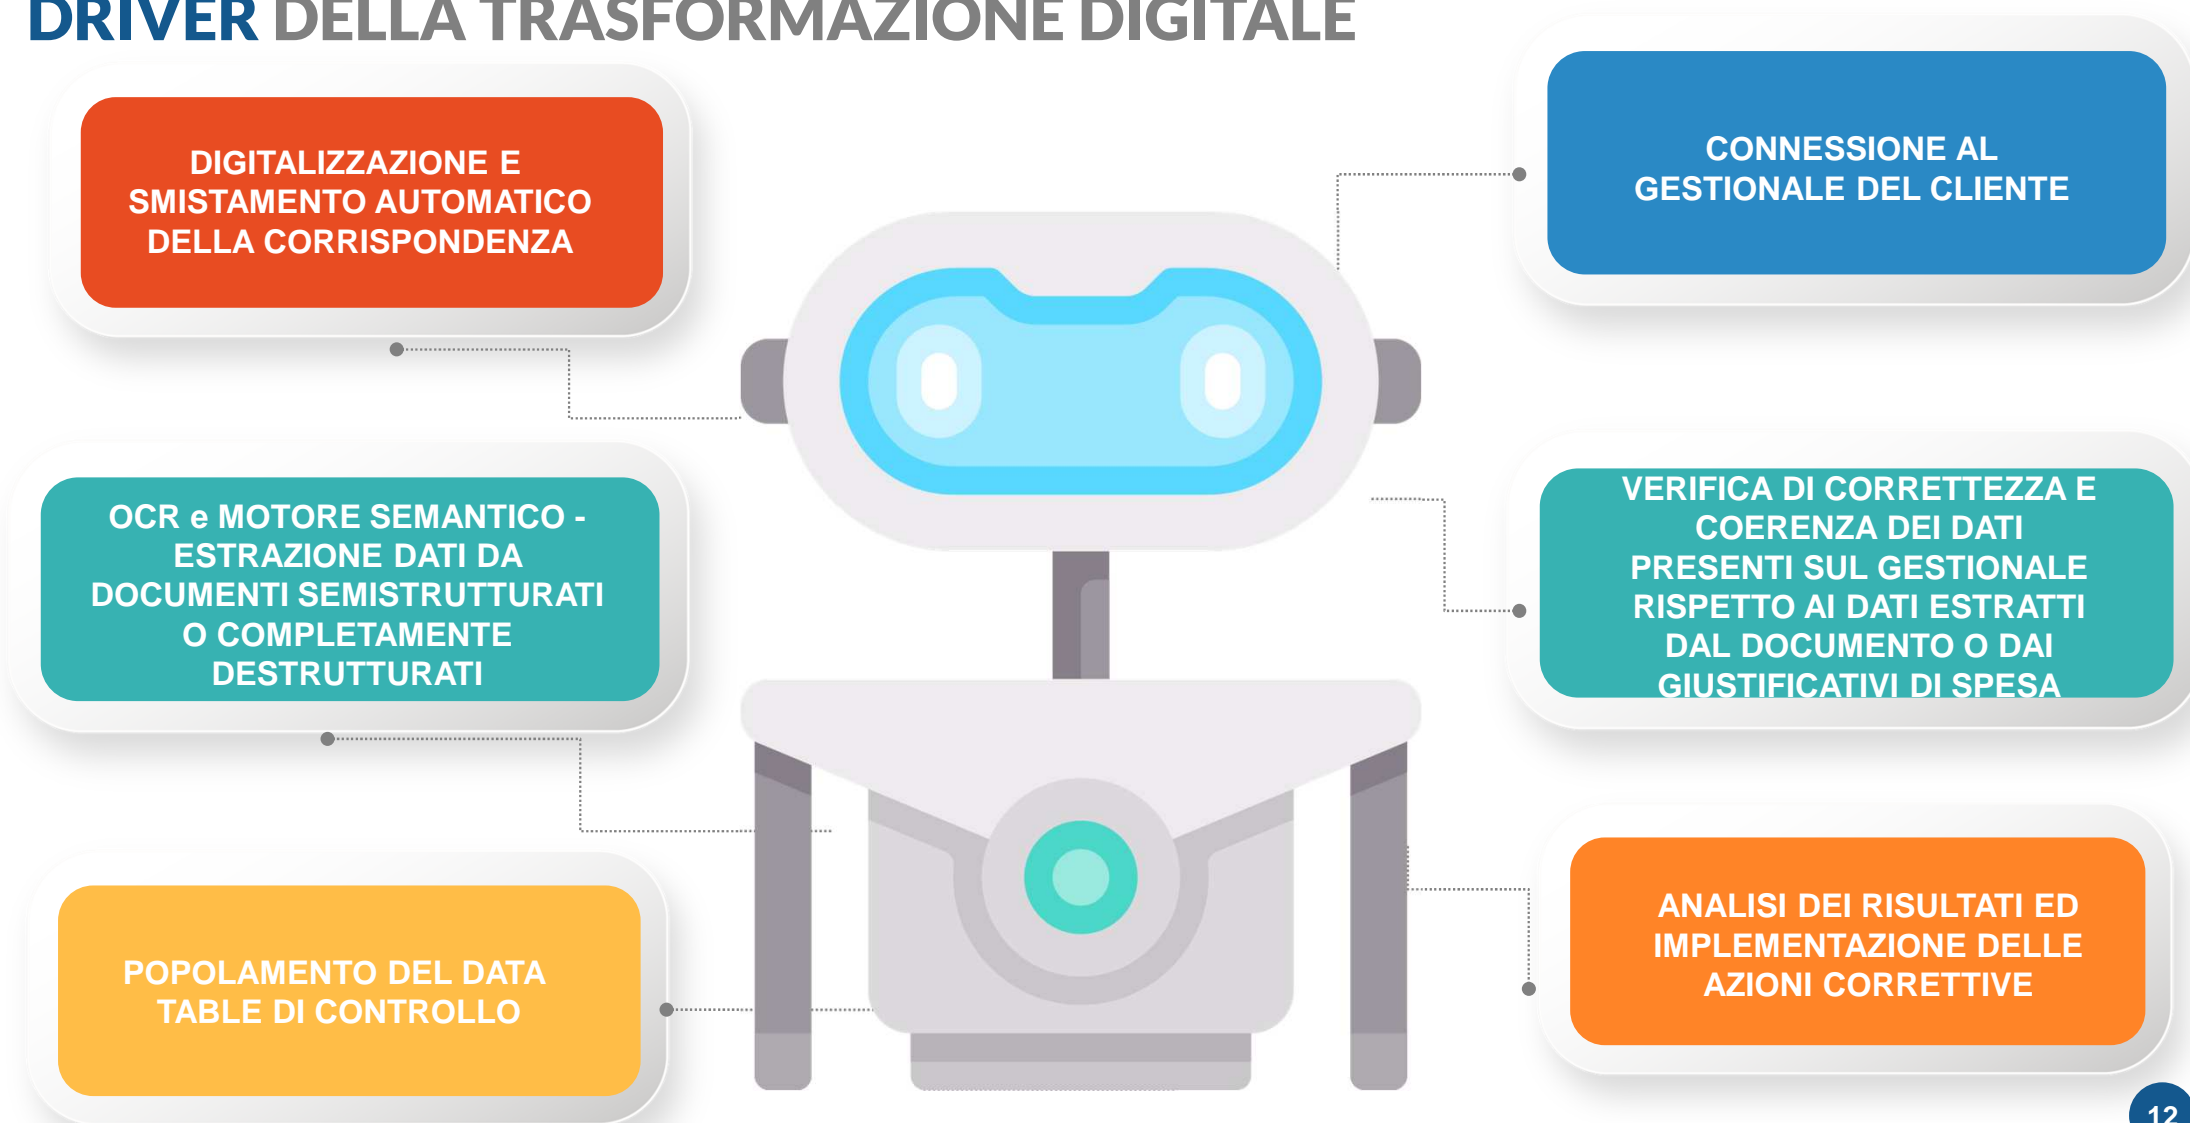 DRIVER DELLA TRASFORMAZIONE DIGITALE
DIGITALIZZAZIONE E
SMISTAMENTO AUTOMATICO
DELLA CORRISPONDENZA
OCR e MOTORE SEMANTICO -
ESTRAZIONE DATI DA
DOCUMENTI SEMISTRUTTURATI
O COMPLETAMENTE
DESTRUTTURATI
POPOLAMENTO DEL DATA
TABLE DI CONTROLLO
CONNESSIONE AL
GESTIONALE DEL CLIENTE
VERIFICA DI CORRETTEZZA E
COERENZA DEI DATI
PRESENTI SUL GESTIONALE
RISPETTO AI DATI ESTRATTI
DAL DOCUMENTO O DAI
GIUSTIFICATIVI DI SPESA
ANALISI DEI RISULTATI ED
IMPLEMENTAZIONE DELLE
AZIONI CORRETTIVE
12